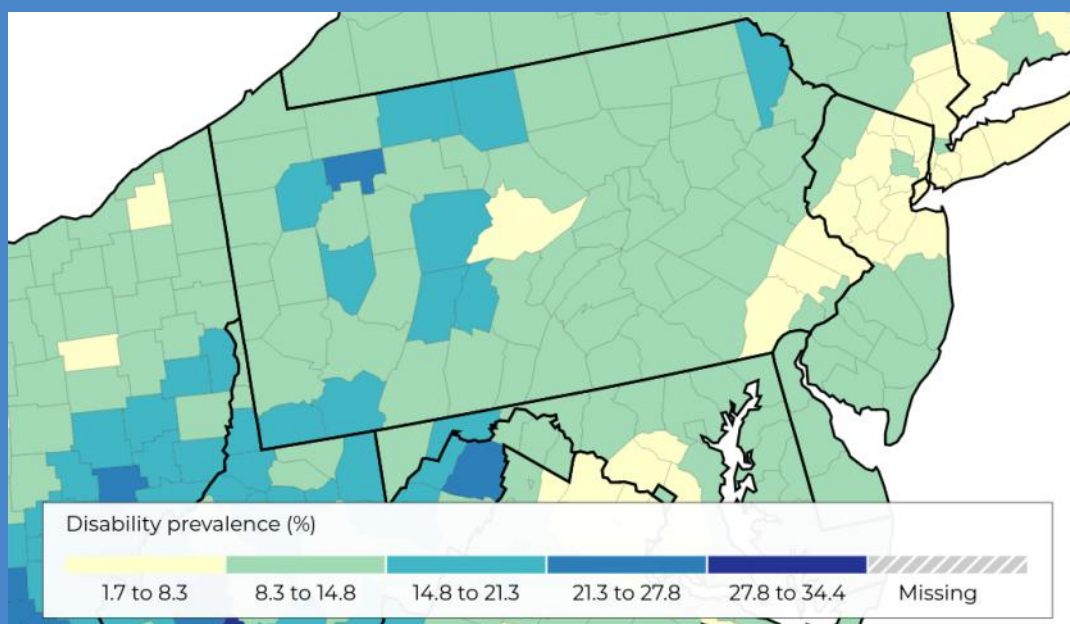 Disability prevalence (%)
1.7 to 8.3 8.3 to 14.8 14.8 to 21.3 21.3 to 27.8 27.8 to 34.4 Missing